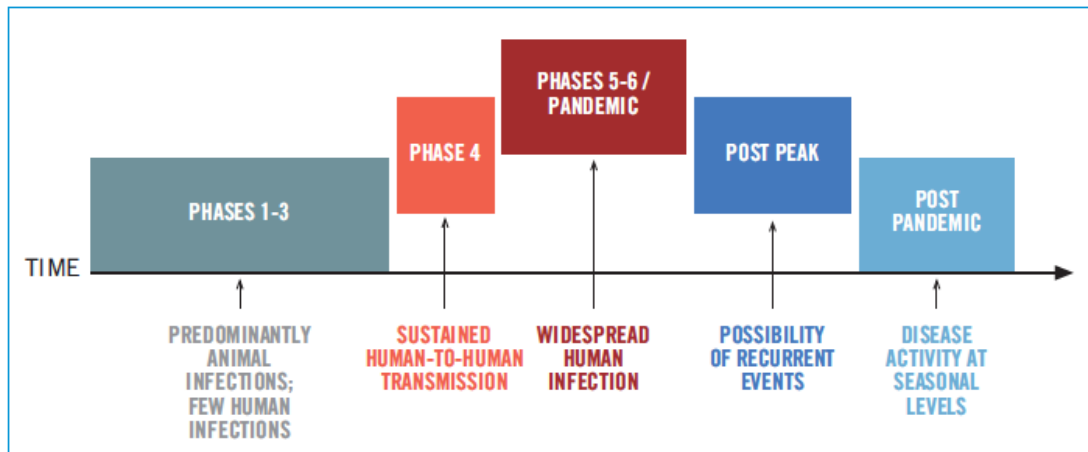 PHASES 5-6 /
PANDEMIC
PHASE 4
POST PEAK
PHASES 1-3
POST
PANDEMIC
TIME
PREDOMINANTLY
ANIMAL
INFECTIONS;
FEW HUMAN
INFECTIONS
SUSTAINED
HUMAN-TO-HUMAN
TRANSMISSION
WIDESPREAD
HUMAN
INFECTION
POSSIBILITY
OF RECURRENT
EVENTS
DISEASE
ACTIVITY AT
SEASONAL
LEVELS